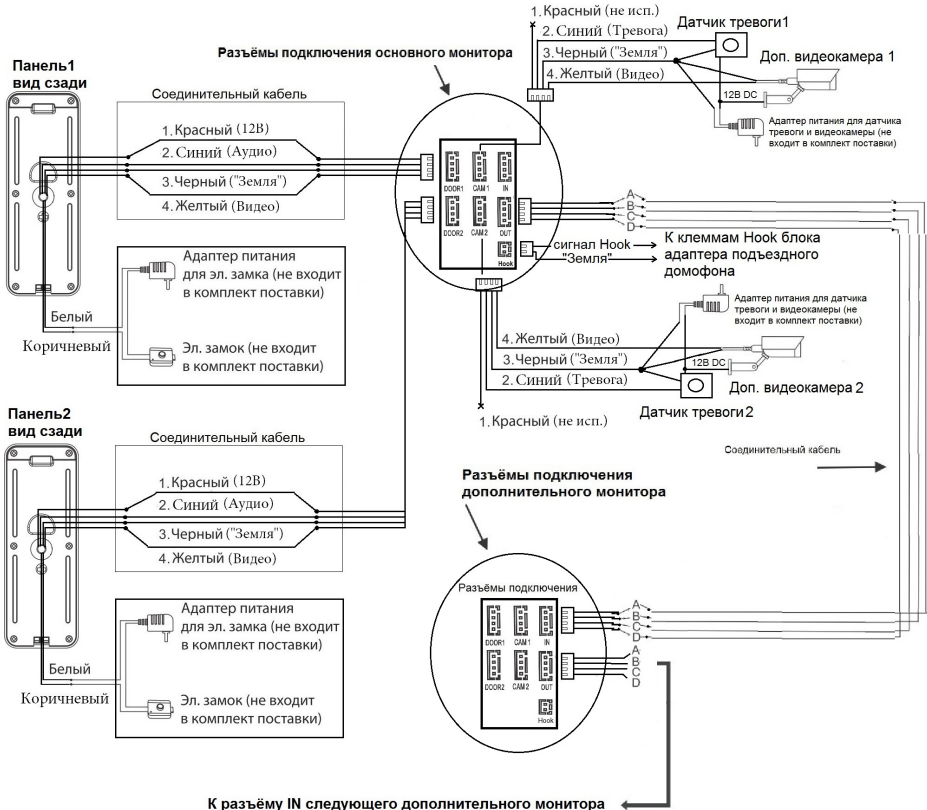 1.Красный (не исп.)
2. Синий (Тревога)
3.Черный ("Земля")
4.Желтый (Видео)
Датчик тревоги1
Доп. видеокамера 1
12В DC
Адаптер питания для датчика
тревоги и видеокамеры (не
входит в комплект поставки)
Разъёмы подключения основного монитора
Панель1
вид сзади
Соединительный кабель
1.Красный (12В)
2. Синий (Аудио)
3.Черный ("Земля")
4. Желтый (Видео)
DOOR1
CAM 1
IN
DOOR2
CAM 2
OUT
Hook
A
B
C
D
сигнал Hook
"Земля"
К клеммам Hook блока
адаптера подъездного
домофона
Адаптер питания
для эл. замка (не входит
в комплект поставки)
Белый
Коричневый
Эл. замок (не входит
в комплект поставки)
Адаптер питания для датчика
тревоги и видеокамеры (не
входит в комплект поставки)
4. Желтый (Видео)
3. Черный ("Земля")
2. Синий (Тревога)
1. Красный (не исп.)
12В DC
Доп. видеокамера 2
Датчик тревоги2
Панель2
вид сзади
Соединительный кабель
1.Красный (12В)
2. Синий (Аудио)
3.Черный ("Земля")
4. Желтый (Видео)
Соединительный кабель
Разъёмы подключения
дополнительного монитора
Разъёмы подключения
DOOR1
CAM 1
IN
DOOR2
CAM 2
OUT
Hook
A
B
C
D
A
B
C
D
Адаптер питания
для эл. замка (не входит
в комплект поставки)
Белый
Коричневый
Эл. замок (не входит
в комплект поставки)
К разъёму IN следующего дополнительного монитора